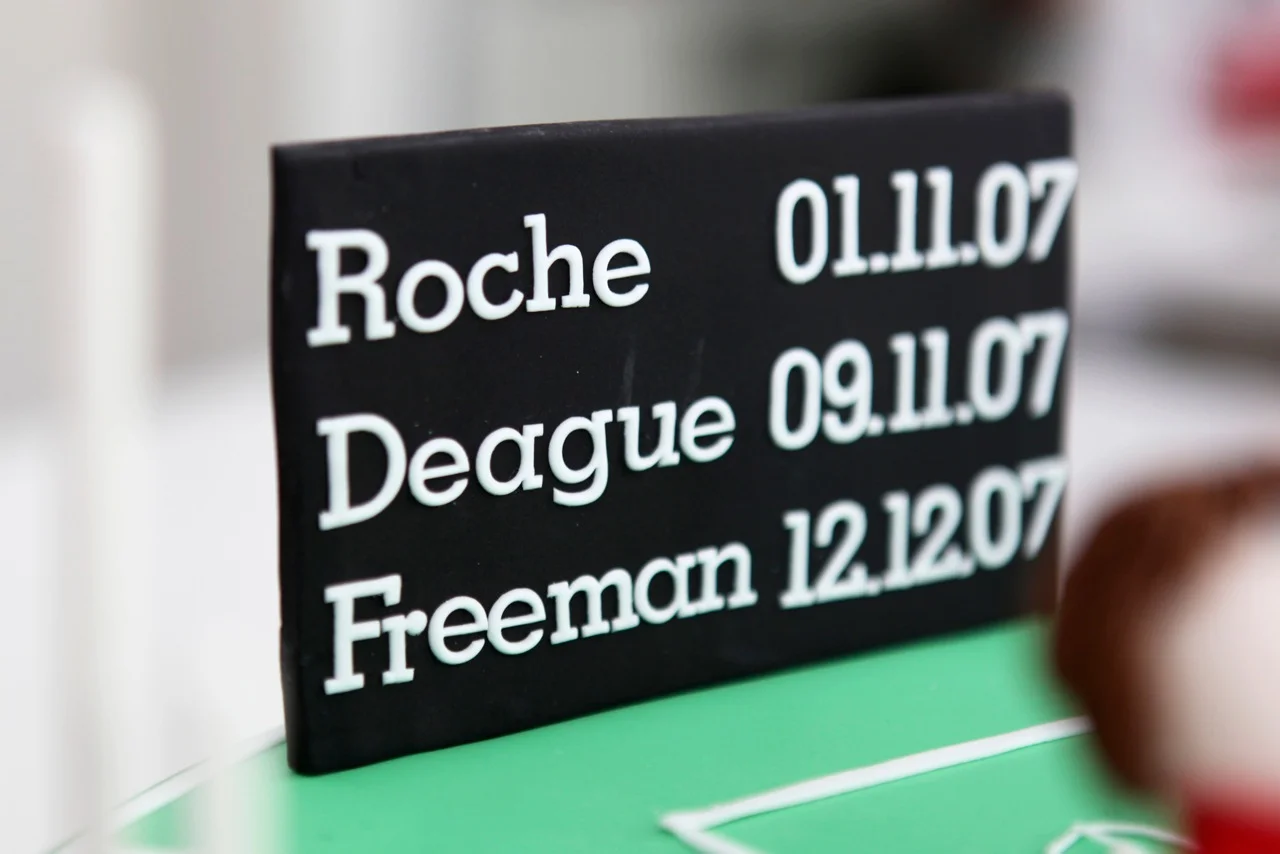 Roche 01.11.07
Deague 09.11.07
Freeman 12.12.07